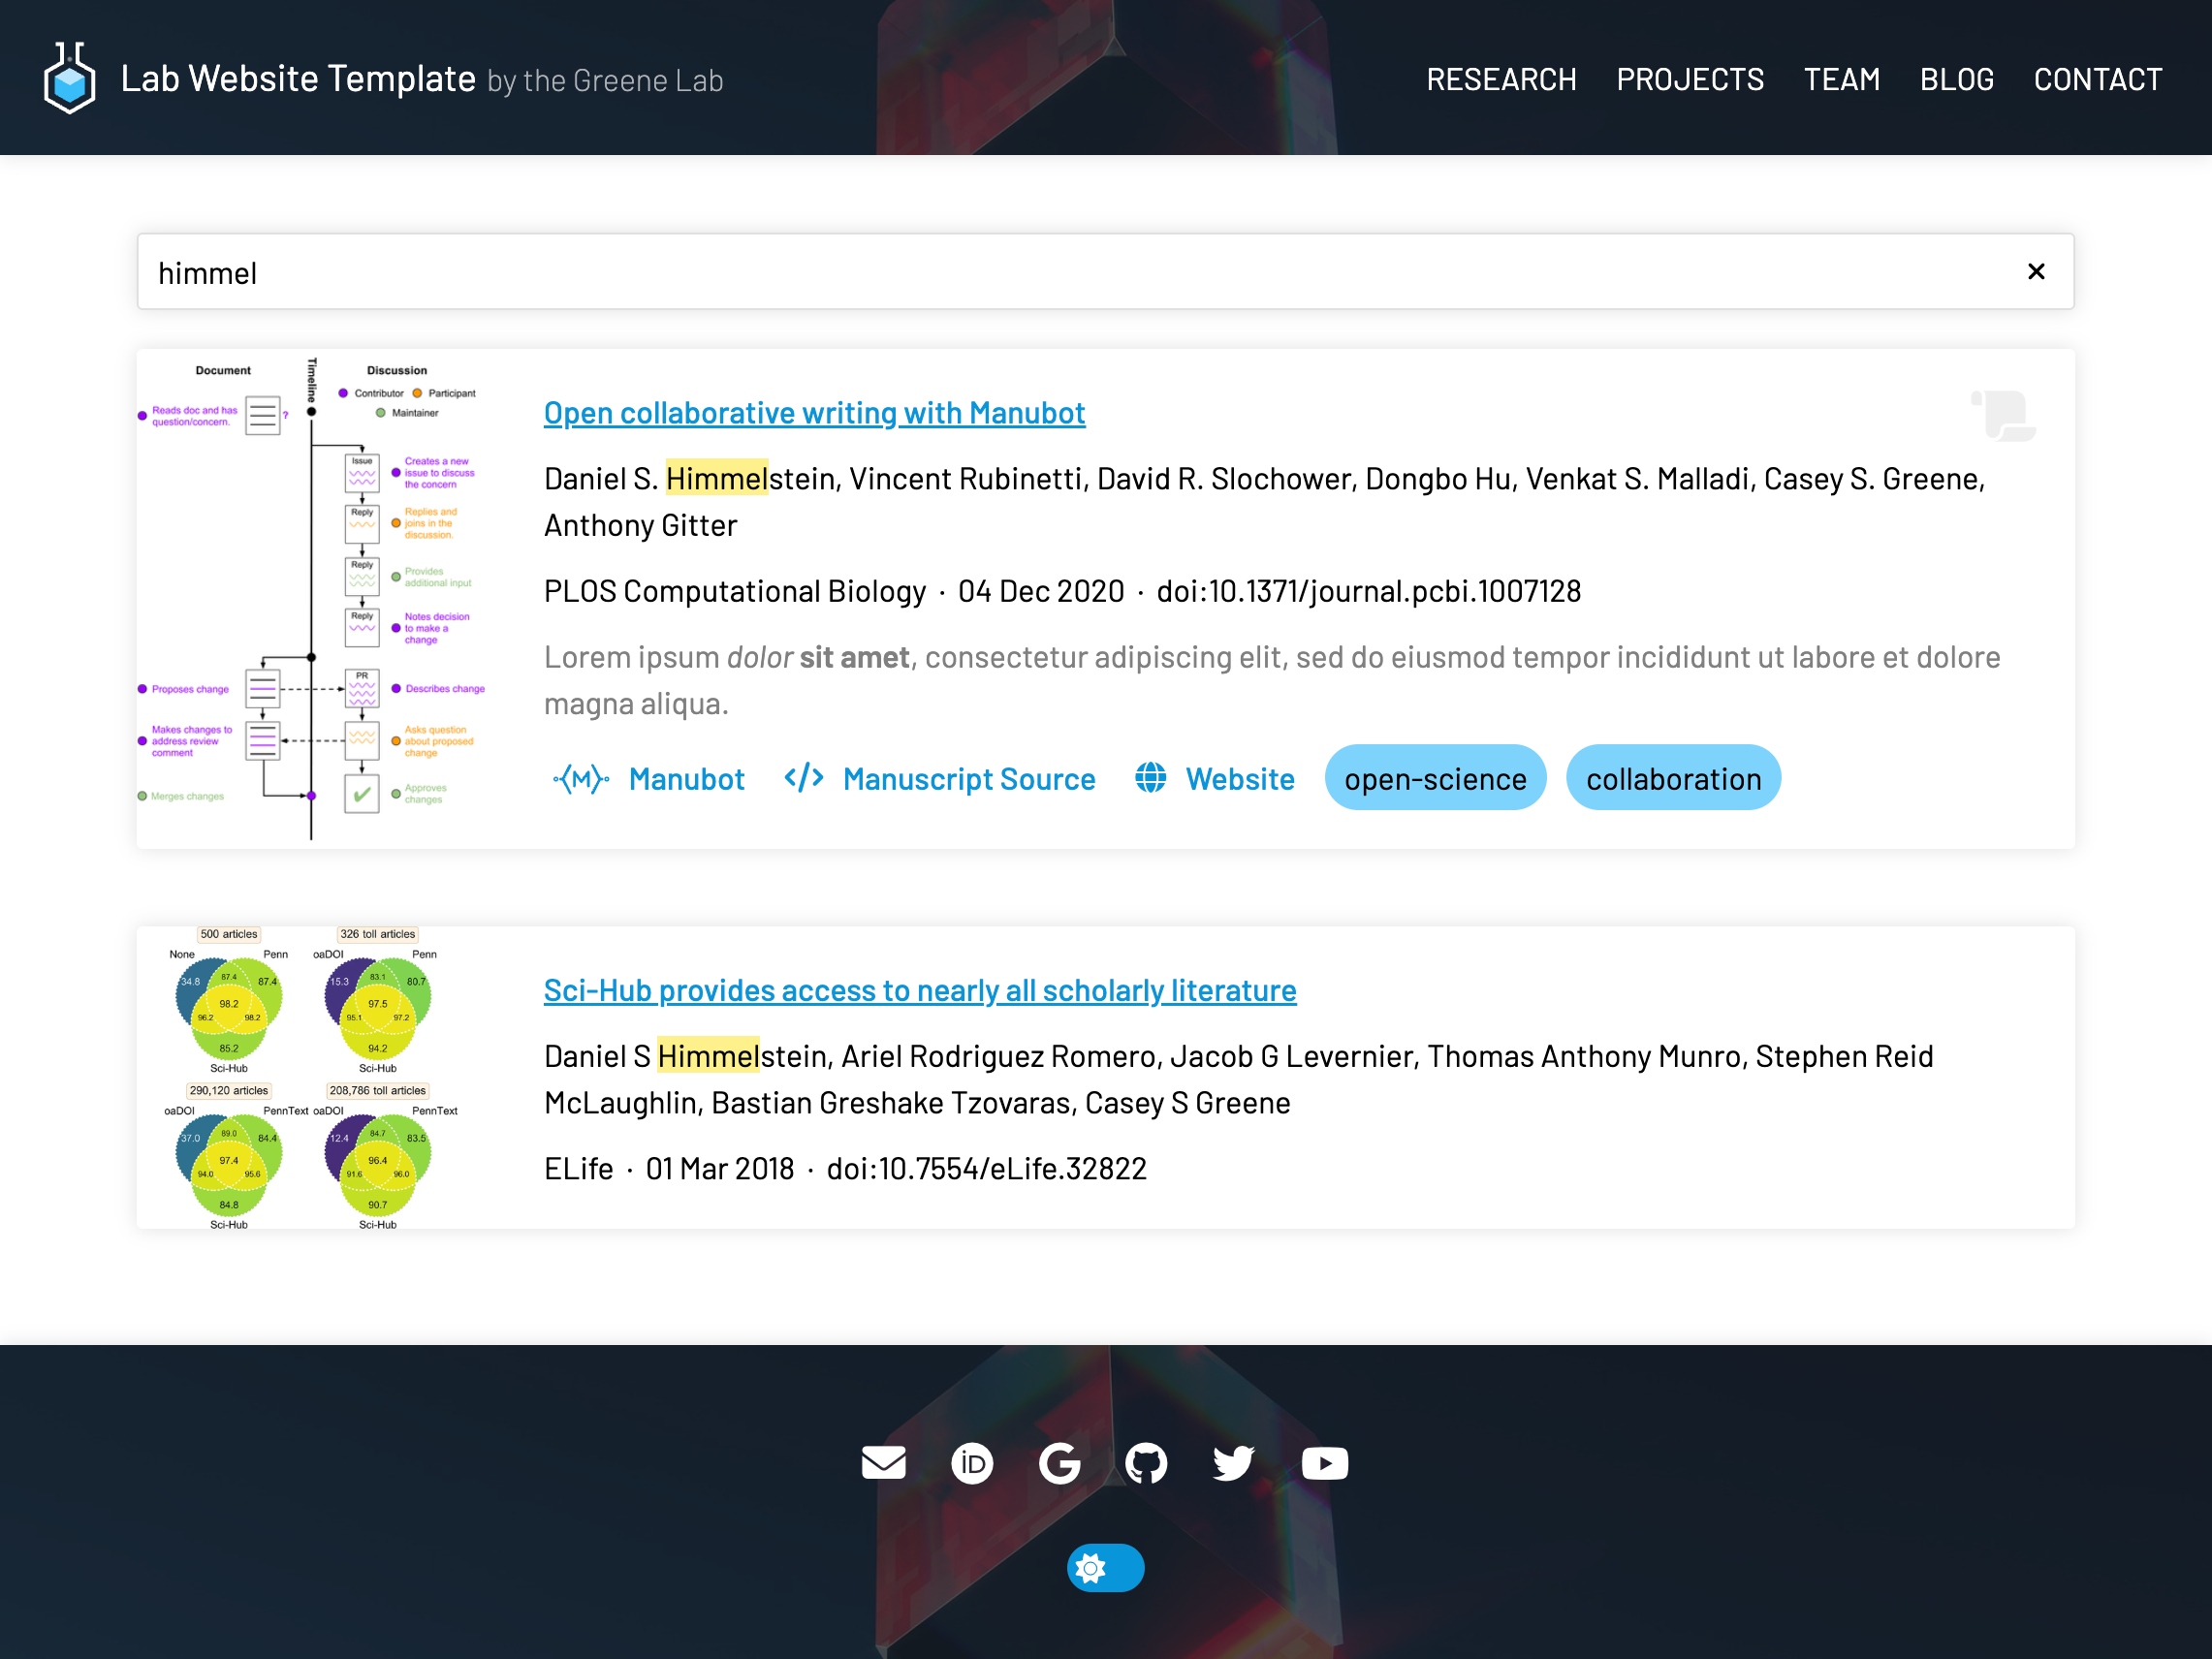 Lab Website Template by the Greene Lab
RESEARCH PROJECTS TEAM BLOG CONTACT
himmel
Document
Timeline
Discussion
Contributor Participant
Maintainer
Reads doc and has
question/concern.
?
Issue
Creates a new
issue to discuss
the concern
Reply
Replies and
joins in the
discussion.
Reply
Provides
additional input
Reply
Notes decision
to make a
change
Proposes change
PR
Describes change
Makes changes to
address review
comment
Asks question
about proposed
change
Merges changes
Approves
changes
Open collaborative writing with Manubot
Daniel S. Himmelstein, Vincent Rubinetti, David R. Slochower, Dongbo Hu, Venkat S. Malladi, Casey S. Greene,
Anthony Gitter
PLOS Computational Biology · 04 Dec 2020 · doi:10.1371/journal.pcbi.1007128
Lorem ipsum dolor sit amet, consectetur adipiscing elit, sed do eiusmod tempor incididunt ut labore et dolore
magna aliqua.
M Manubot </> Manuscript Source Website open-science collaboration
500 articles
None Penn
34.8 87.4 87.4
98.2
96.2 98.2
85.2
Sci-Hub
326 toll articles
oaDOI Penn
15.3 83.1 80.7
97.5
95.1 97.2
94.2
Sci-Hub
290,120 articles
oaDOI PennText
37.0 89.0 84.4
97.4
94.0 95.6
84.8
Sci-Hub
208,786 toll articles
oaDOI PennText
12.4 84.7 83.5
96.4
91.6 96.0
90.7
Sci-Hub
Sci-Hub provides access to nearly all scholarly literature
Daniel S Himmelstein, Ariel Rodriguez Romero, Jacob G Levernier, Thomas Anthony Munro, Stephen Reid
McLaughlin, Bastian Greshake Tzovaras, Casey S Greene
ELife · 01 Mar 2018 · doi:10.7554/eLife.32822
iD G